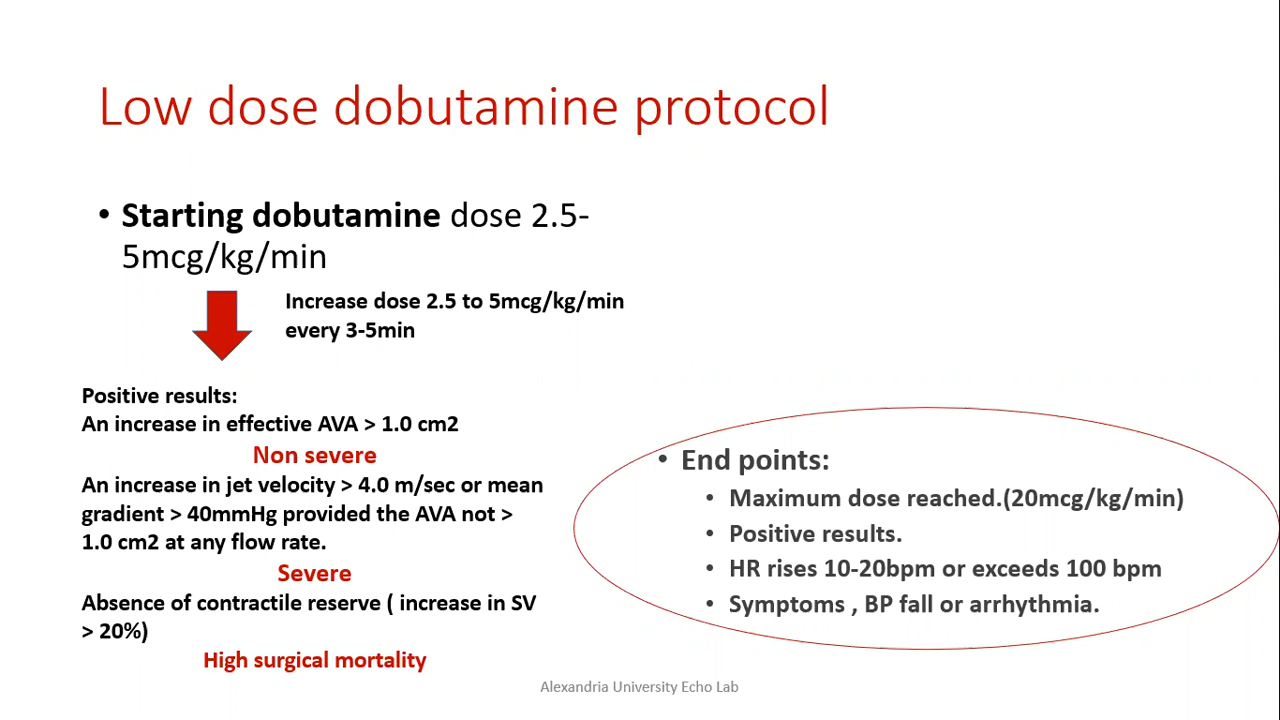 Low dose dobutamine protocol
• Starting dobutamine dose 2.5-
5mcg/kg/min
Increase dose 2.5 to 5mcg/kg/min
every 3-5min
Positive results:
An increase in effective AVA > 1.0 cm2
Non severe
An increase in jet velocity > 4.0 m/sec or mean
gradient > 40mmHg provided the AVA not >
1.0 cm2 at any flow rate.
Severe
Absence of contractile reserve ( increase in SV
> 20%)
High surgical mortality
• End points:
• Maximum dose reached.(20mcg/kg/min)
• Positive results.
• HR rises 10-20bpm or exceeds 100 bpm
• Symptoms , BP fall or arrhythmia.
Alexandria University Echo Lab